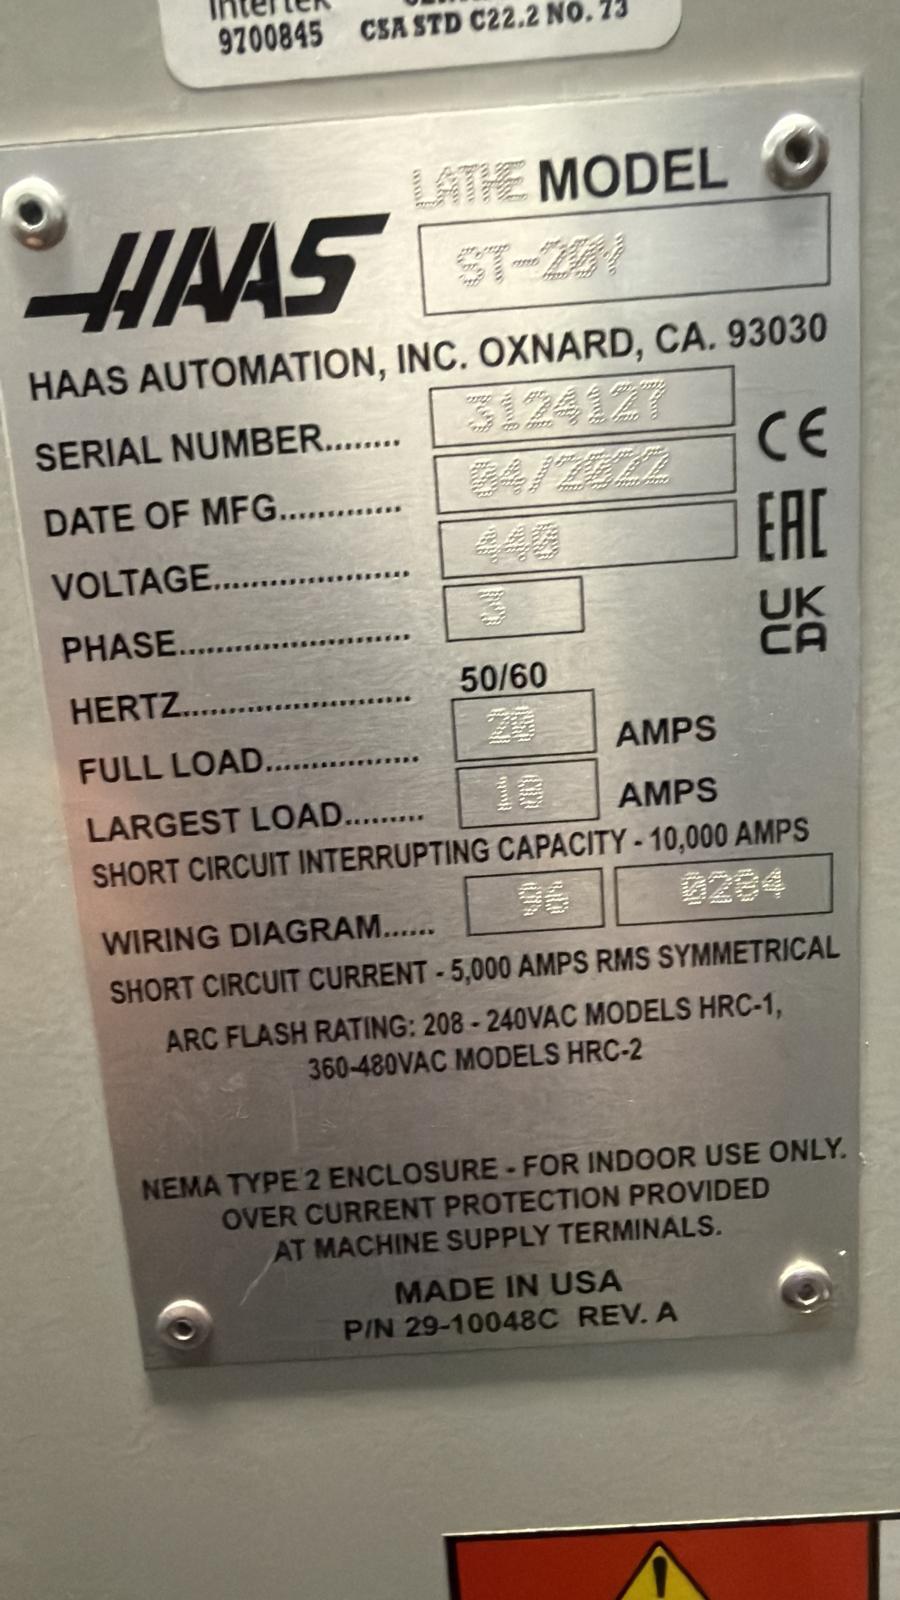 Intertek
9700845 CSA STD C22.2 NO. 73
LATHE MODEL
HAAS ST-20Y
HAAS AUTOMATION, INC. OXNARD, CA. 93030
SERIAL NUMBER........ 3124127
DATE OF MFG............. 04/2022
VOLTAGE..................... 440
PHASE......................... 3
HERTZ......................... 50/60
FULL LOAD................. 20 AMPS
LARGEST LOAD......... 18 AMPS
SHORT CIRCUIT INTERRUPTING CAPACITY - 10,000 AMPS
WIRING DIAGRAM...... 96 0284
SHORT CIRCUIT CURRENT - 5,000 AMPS RMS SYMMETRICAL
ARC FLASH RATING: 208 - 240VAC MODELS HRC-1,
360-480VAC MODELS HRC-2
NEMA TYPE 2 ENCLOSURE - FOR INDOOR USE ONLY.
OVER CURRENT PROTECTION PROVIDED
AT MACHINE SUPPLY TERMINALS.
MADE IN USA
P/N 29-10048C REV. A
CE
EAC
UK
CA